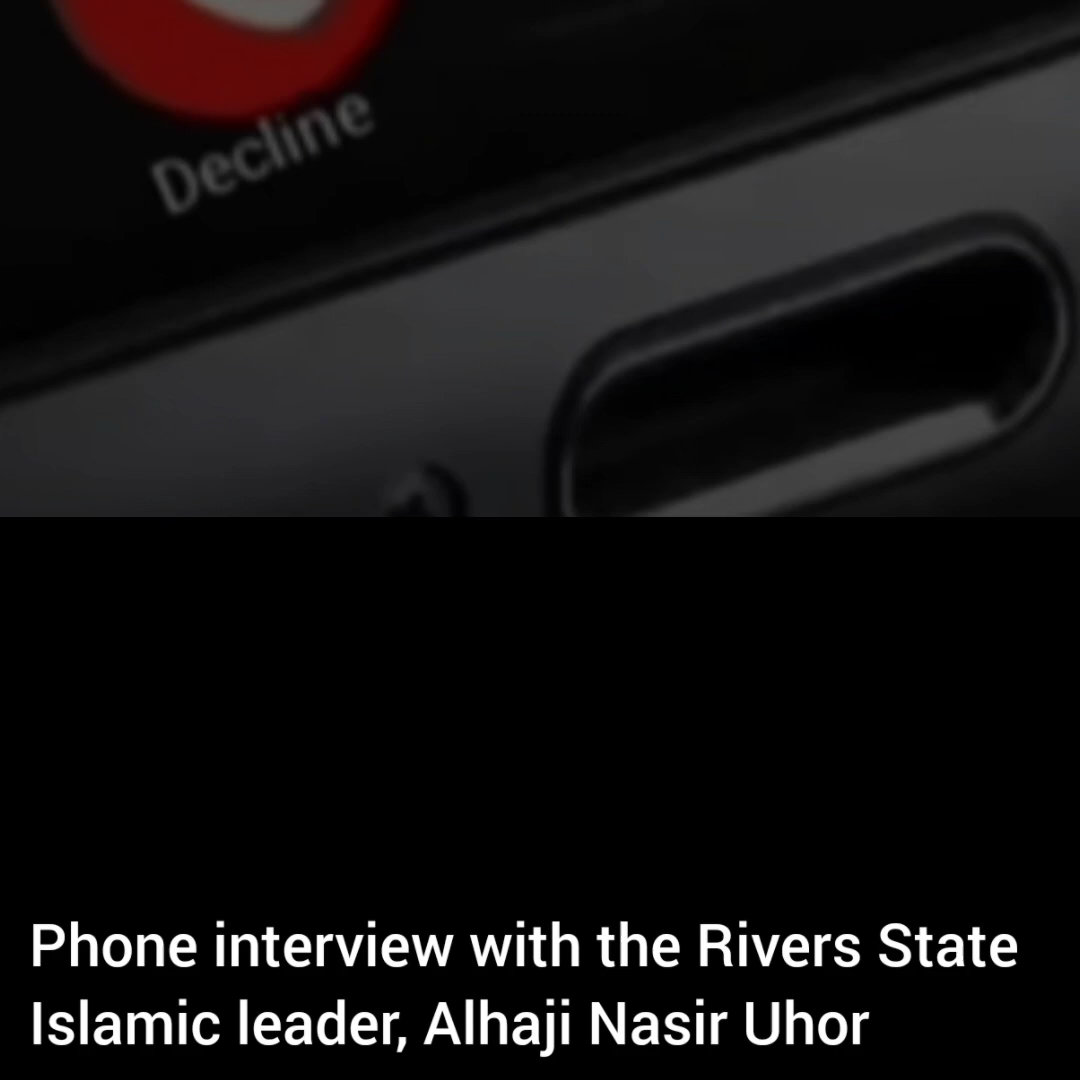 Decline
Phone interview with the Rivers State
Islamic leader, Alhaji Nasir Uhor